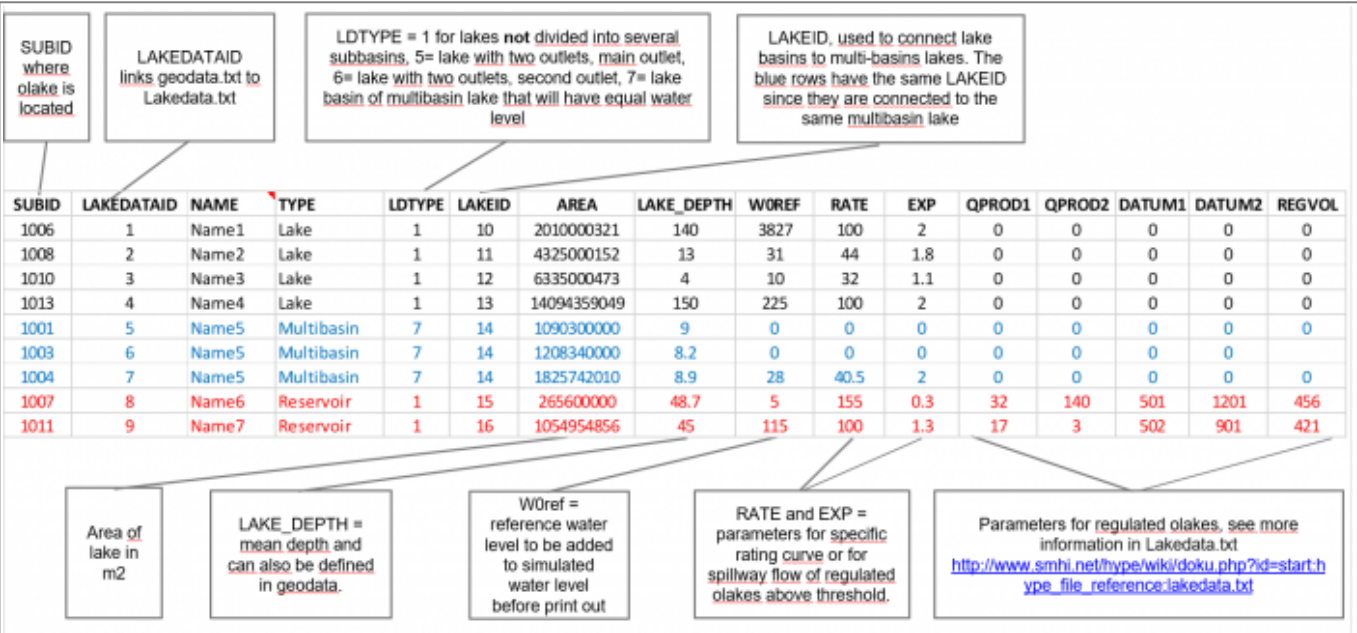 SUBID
where
olake is
located
LAKEDATAID
links geodata.txt to
Lakedata.txt
LDTYPE = 1 for lakes not divided into several
subbasins, 5= lake with two outlets, main outlet,
6= lake with two outlets, second outlet, 7= lake
basin of multibasin lake that will have equal water
level
LAKEID, used to connect lake
basins to multi-basins lakes. The
blue rows have the same LAKEID
since they are connected to the
same multibasin lake
SUBID LAKEDATAID NAME TYPE LDTYPE LAKEID AREA LAKE_DEPTH W0REF RATE EXP QPROD1 QPROD2 DATUM1 DATUM2 REGVOL
1006 1 Name1 Lake 1 10 2010000321 140 3827 100 2 0 0 0 0 0
1008 2 Name2 Lake 1 11 4325000152 13 31 44 1.8 0 0 0 0 0
1010 3 Name3 Lake 1 12 6335000473 4 10 32 1.1 0 0 0 0 0
1013 4 Name4 Lake 1 13 14094359049 150 225 100 2 0 0 0 0 0
1001 5 Name5 Multibasin 7 14 1090300000 9 0 0 0 0 0 0 0 0
1003 6 Name5 Multibasin 7 14 1208340000 8.2 0 0 0 0 0 0 0
1004 7 Name5 Multibasin 7 14 1825742010 8.9 28 40.5 2 0 0 0 0 0
1007 8 Name6 Reservoir 1 15 265600000 48.7 5 155 0.3 32 140 501 1201 456
1011 9 Name7 Reservoir 1 16 1054954856 45 115 100 1.3 17 3 502 901 421
Area of
lake in
m2
LAKE_DEPTH =
mean depth and
can also be defined
in geodata.
W0ref =
reference water
level to be added
to simulated
water level
before print out
RATE and EXP =
parameters for specific
rating curve or for
spillway flow of regulated
olakes above threshold.
Parameters for regulated olakes, see more
information in Lakedata.txt
http://www.smhi.net/hype/wiki/doku.php?id=start:h
ype_file_reference:lakedata.txt